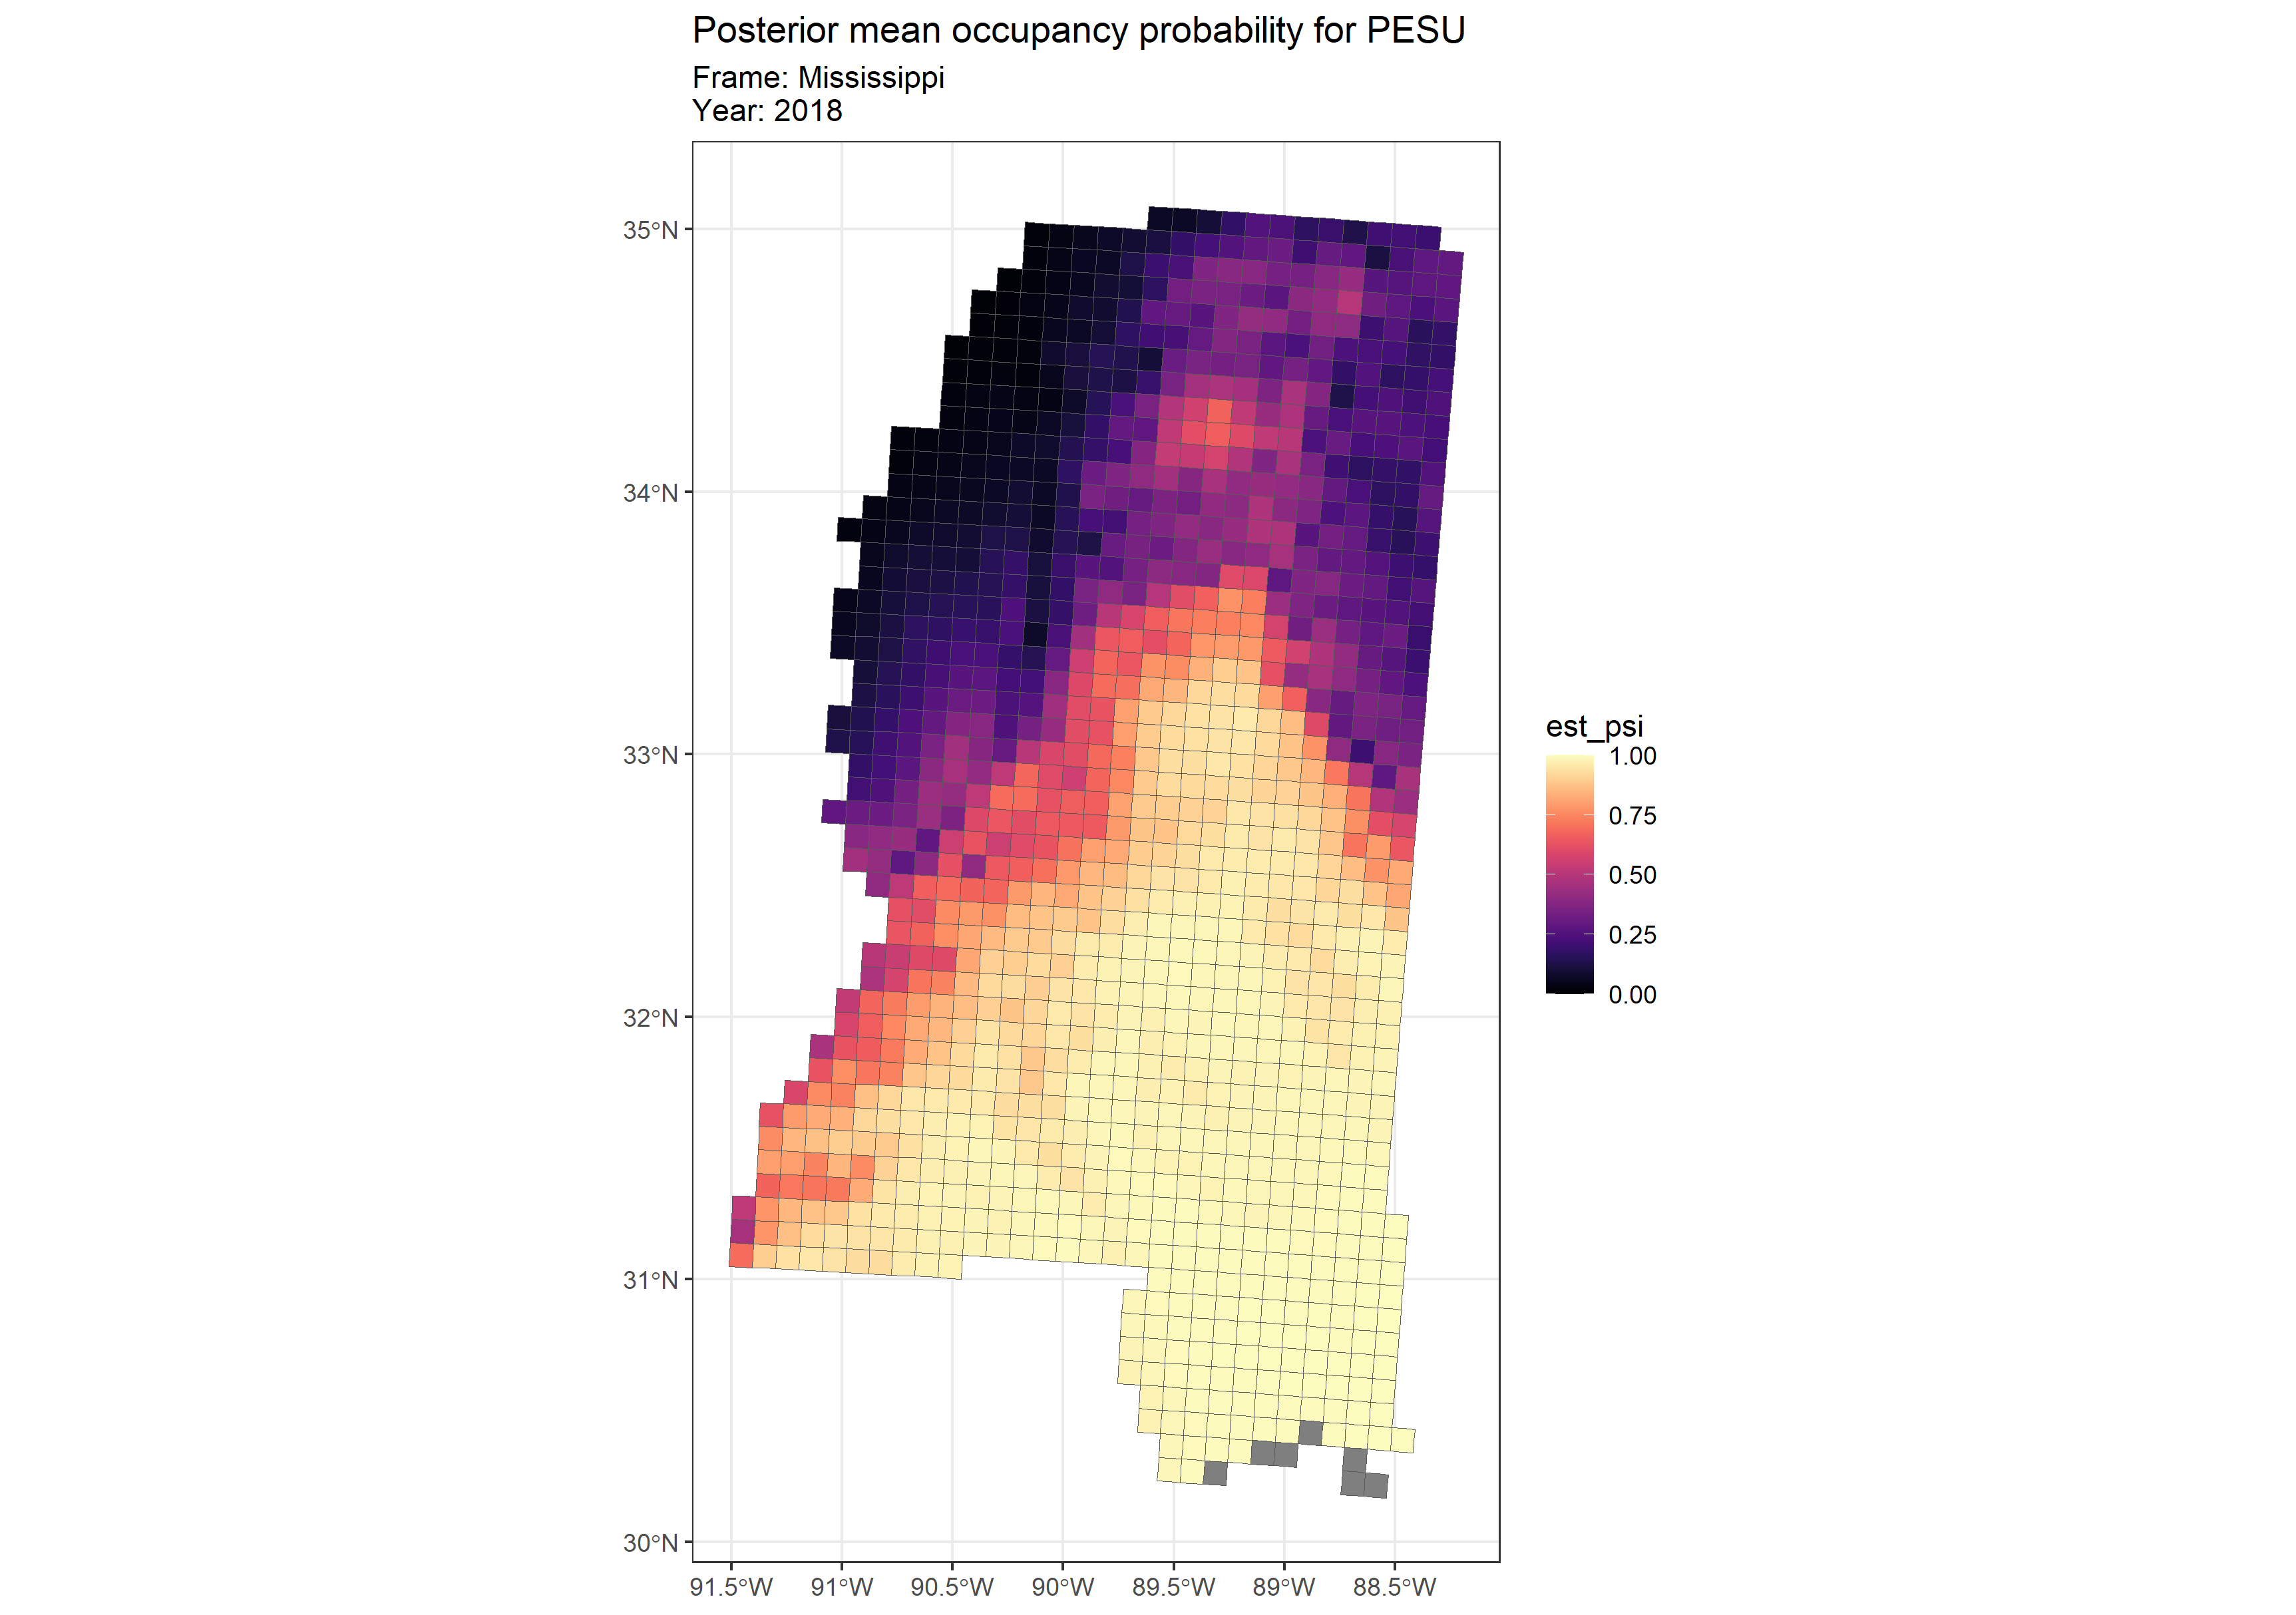 Posterior mean occupancy probability for PESU
Frame: Mississippi
Year: 2018
35°N
34°N
33°N
32°N
31°N
30°N
91.5°W 91°W 90.5°W 90°W 89.5°W 89°W 88.5°W
est_psi
1.00
0.75
0.50
0.25
0.00